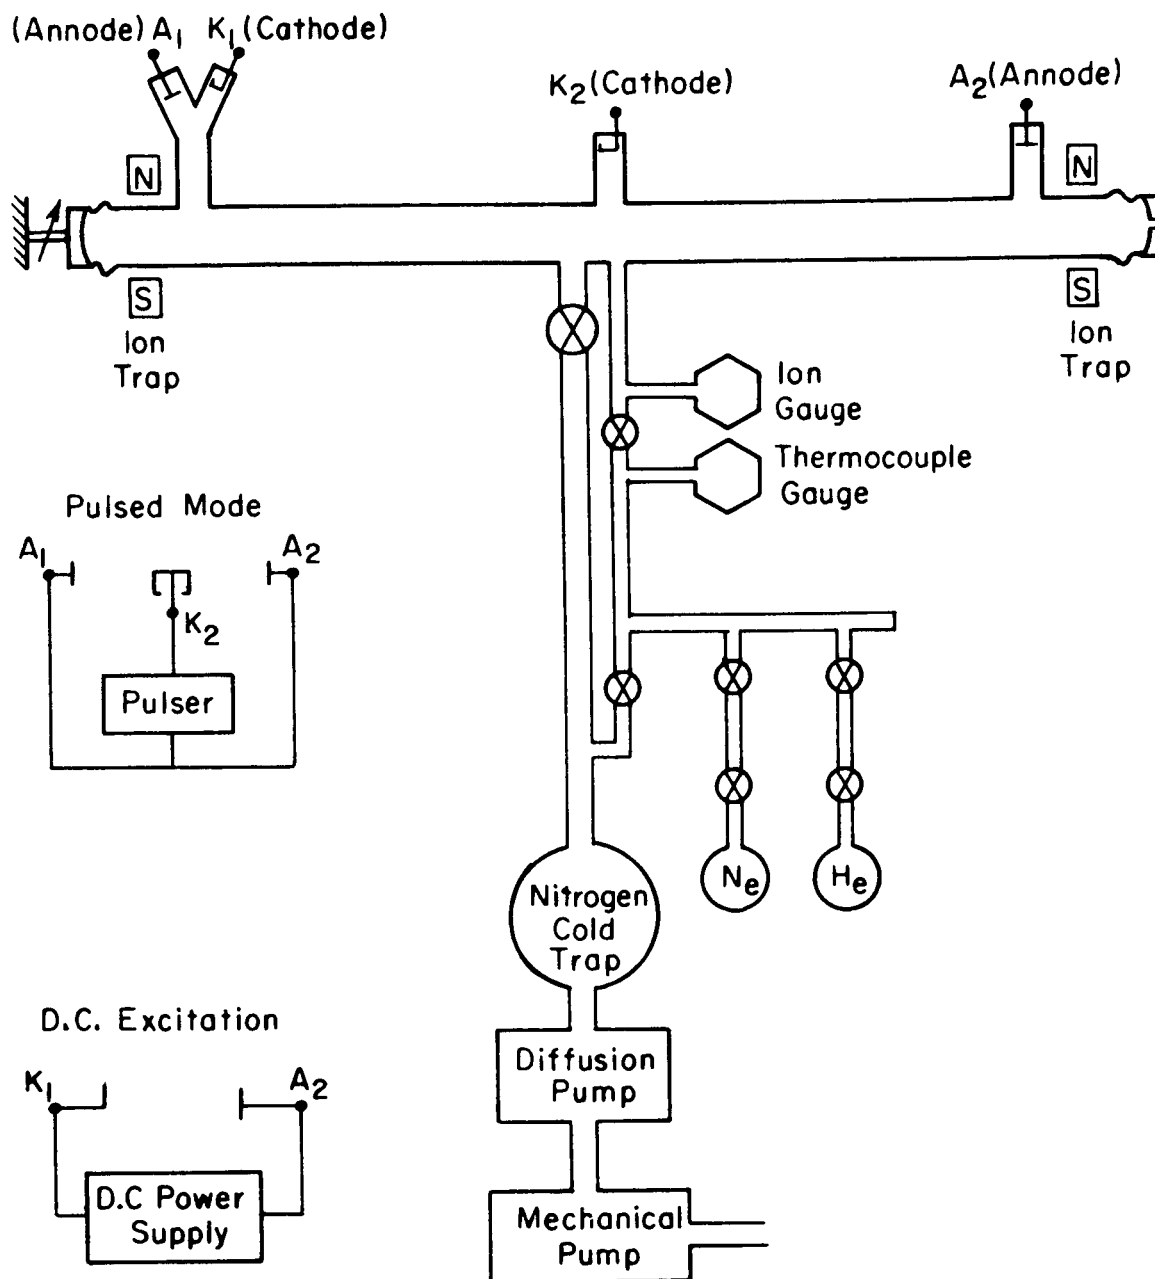 (Annode) A₁ K₁ (Cathode)
K₂ (Cathode)
A₂ (Annode)
N
N
S
S
Ion
Trap
Ion
Trap
Ion
Gauge
Thermocouple
Gauge
Pulsed Mode
A₁
A₂
K₂
Pulser
Ne
He
Nitrogen
Cold
Trap
D.C. Excitation
K₁
A₂
D.C Power
Supply
Diffusion
Pump
Mechanical
Pump